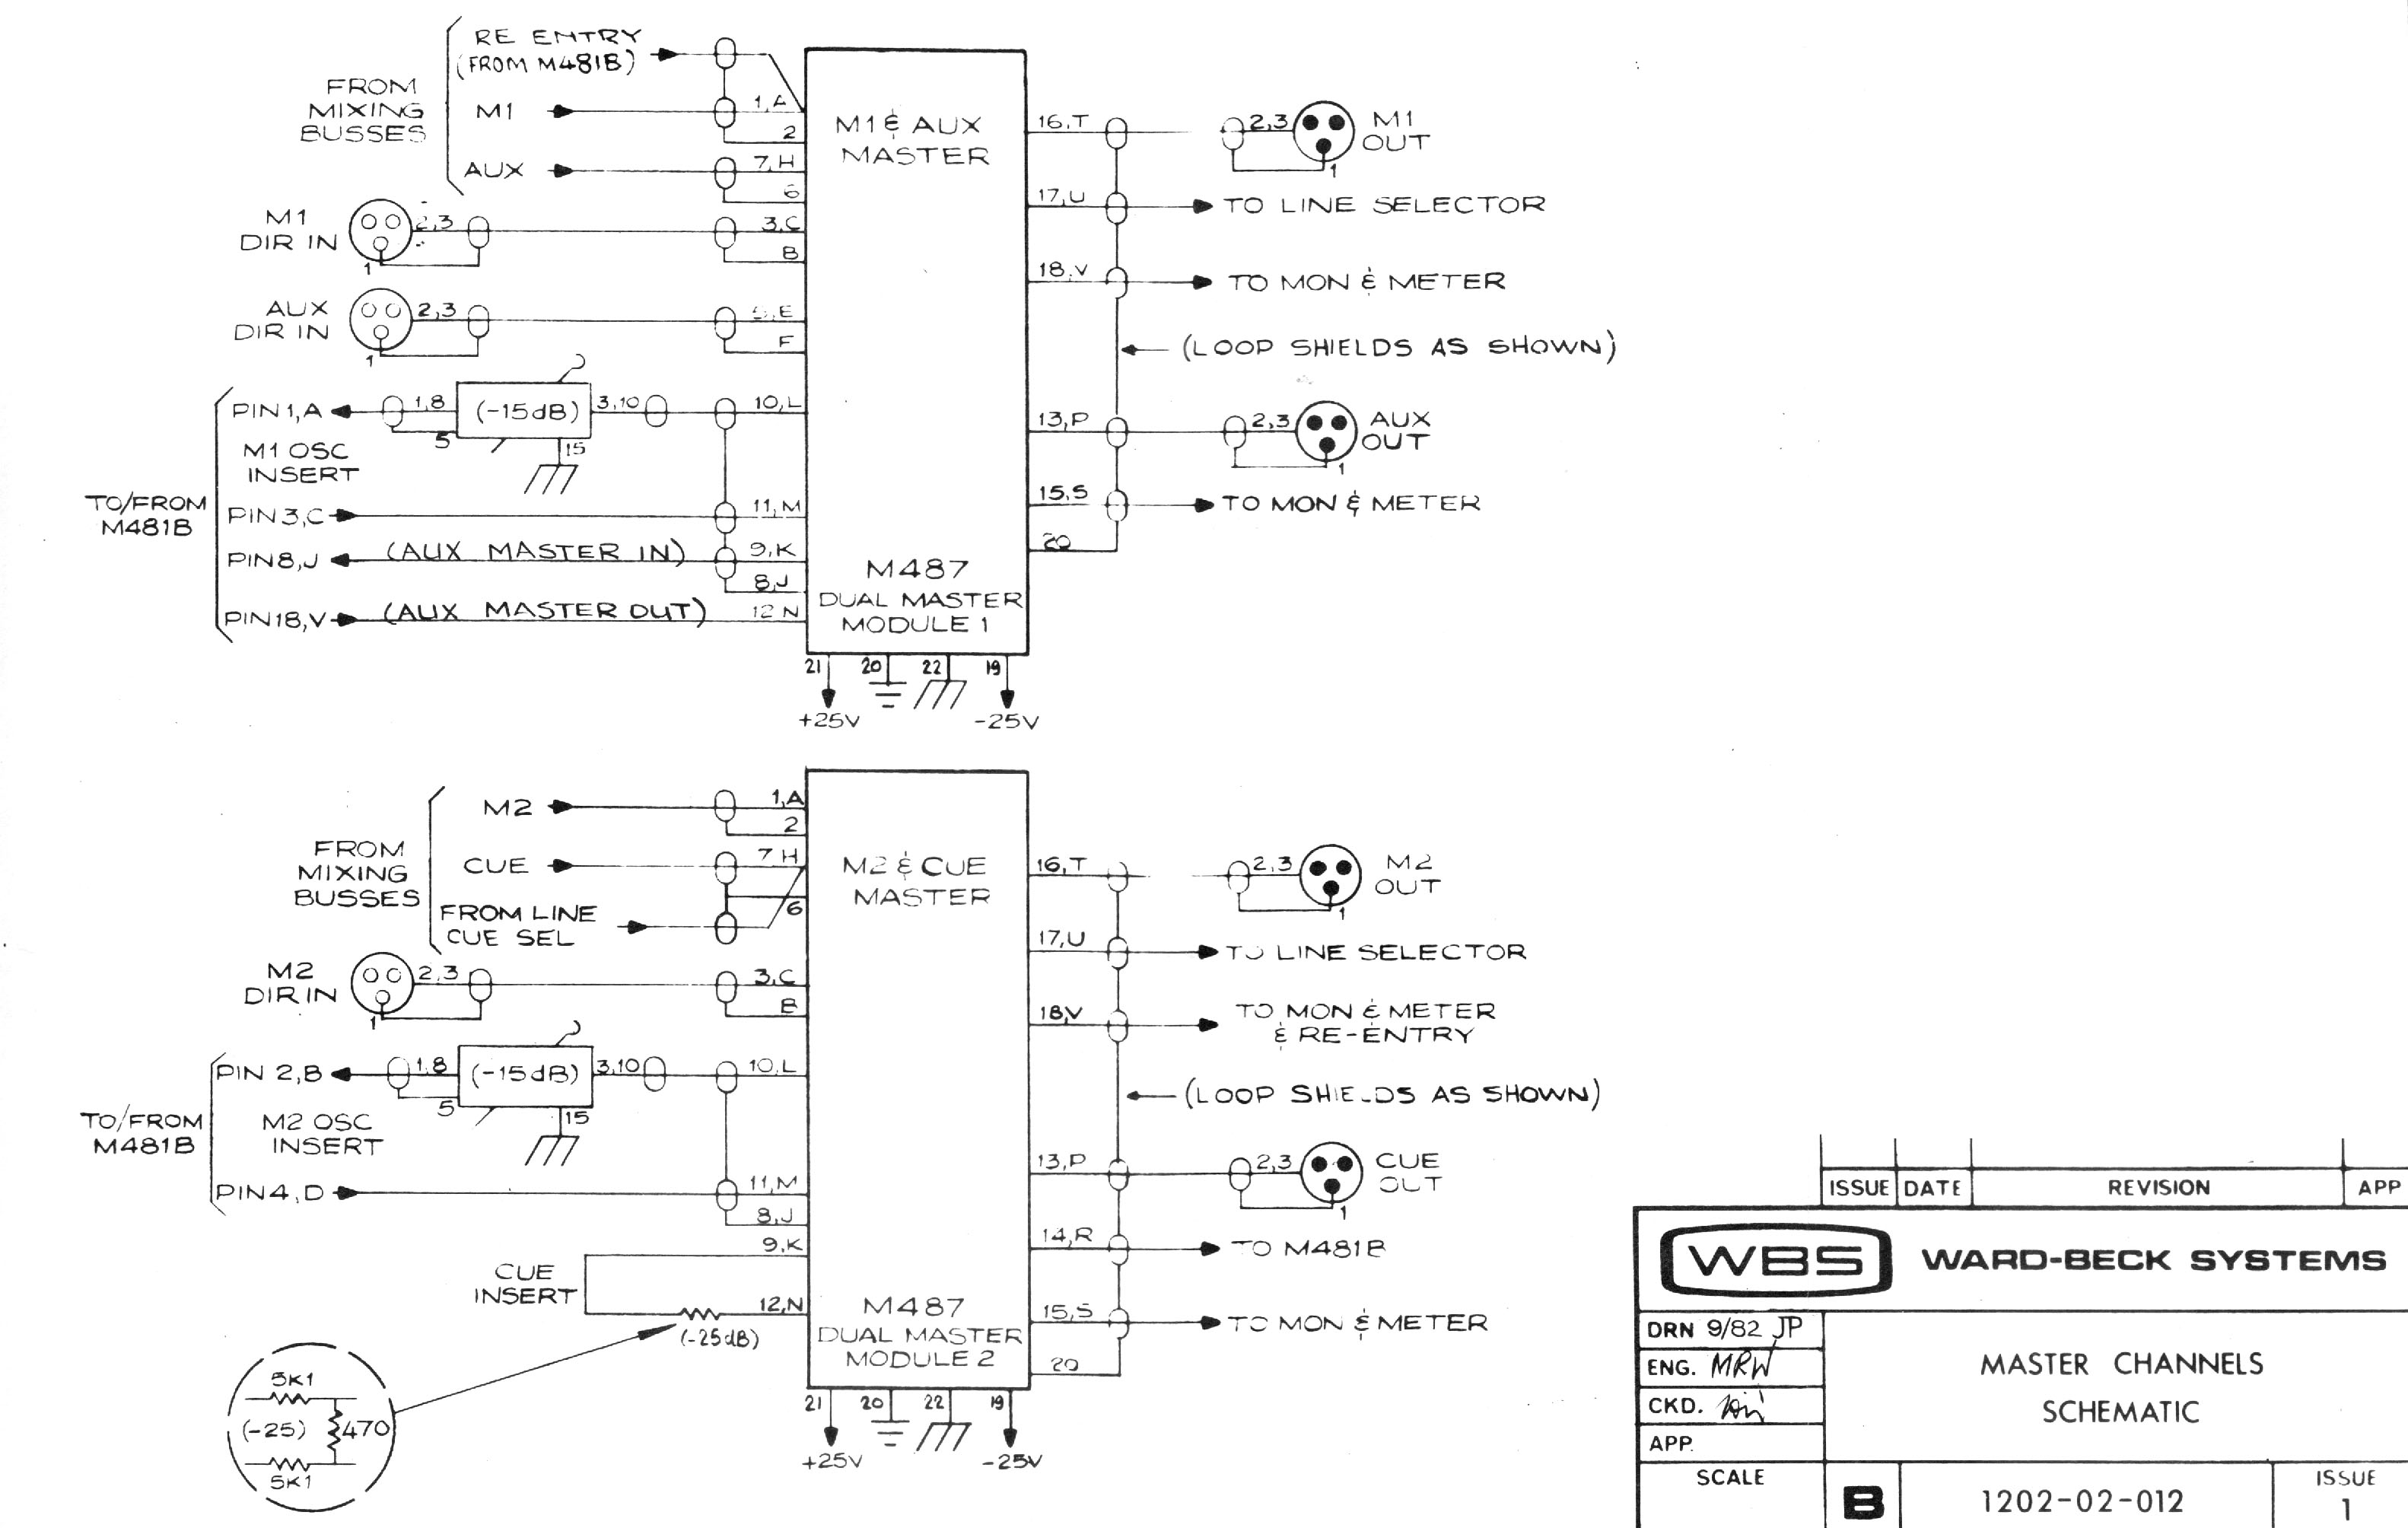 RE ENTRY
(FROM M481B)
FROM
MIXING
BUSSES
M1
AUX
1,A
2
7,H
6
M1
DIR IN
2,3
1
3,C
B
AUX
DIR IN
2,3
1
5,E
F
TO/FROM
M481B
PIN 1,A
1,8
5
(-15dB)
3,10
15
10,L
M1 OSC
INSERT
PIN 3,C
11,M
PIN 8,J
(AUX MASTER IN)
9,K
8,J
PIN 18,V
(AUX MASTER OUT)
12 N
M1 & AUX
MASTER
M487
DUAL MASTER
MODULE 1
16,T
2,3
1
M1
OUT
17,U
TO LINE SELECTOR
18,V
TO MON & METER
(LOOP SHIELDS AS SHOWN)
13,P
2,3
1
AUX
OUT
15,S
TO MON & METER
20
21
20
22
19
+25V
-25V
FROM
MIXING
BUSSES
M2
1,A
2
CUE
7 H
6
FROM LINE
CUE SEL
M2
DIR IN
2,3
1
3,C
B
TO/FROM
M481B
PIN 2,B
1,8
5
(-15dB)
3,10
15
10,L
M2 OSC
INSERT
PIN 4,D
11,M
8,J
9,K
CUE
INSERT
12,N
(-25dB)
5K1
(-25)
470
5K1
M2 & CUE
MASTER
M487
DUAL MASTER
MODULE 2
16,T
2,3
1
M2
OUT
17,U
TO LINE SELECTOR
18,V
TO MON & METER
& RE-ENTRY
(LOOP SHIELDS AS SHOWN)
13,P
2,3
1
CUE
OUT
14,R
TO M481B
15,S
TO MON & METER
20
21
20
22
19
+25V
-25V
ISSUE DATE REVISION APP
WBS WARD-BECK SYSTEMS
DRN 9/82 JP
ENG. MRW
CKD.
APP.
MASTER CHANNELS
SCHEMATIC
SCALE
B
1202-02-012
ISSUE
1